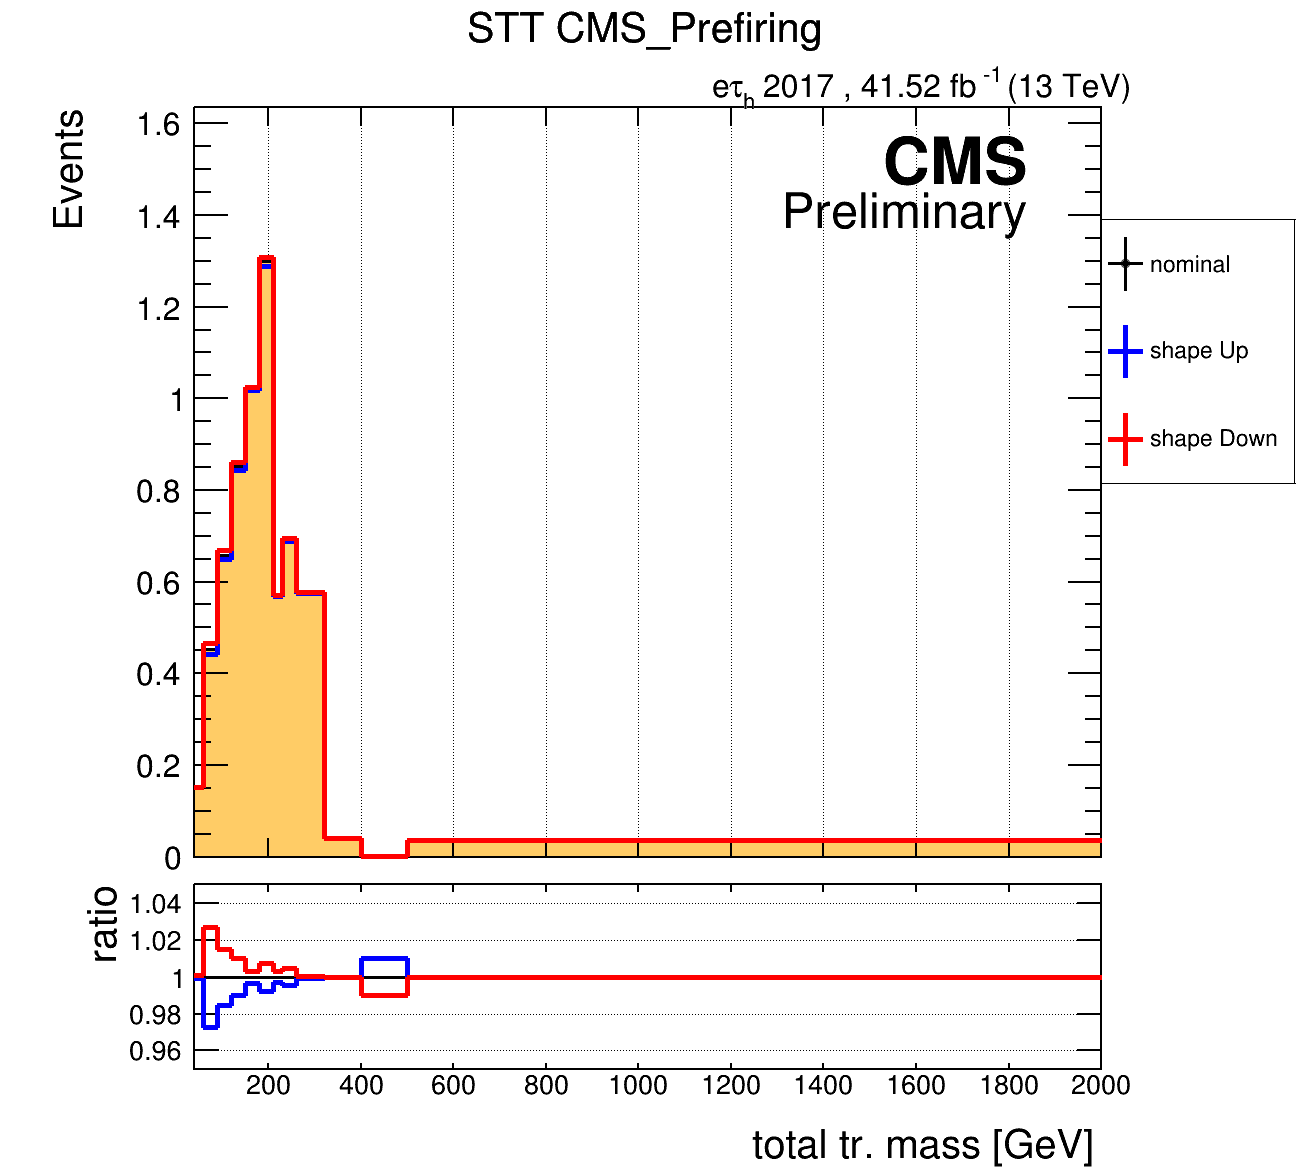 STT CMS_Prefiring
eτh 2017 , 41.52 fb -1 (13 TeV)
Events
1.6
1.4
1.2
1
0.8
0.6
0.4
0.2
0
CMS
Preliminary
nominal
shape Up
shape Down
ratio
1.04
1.02
1
0.98
0.96
200 400 600 800 1000 1200 1400 1600 1800 2000
total tr. mass [GeV]